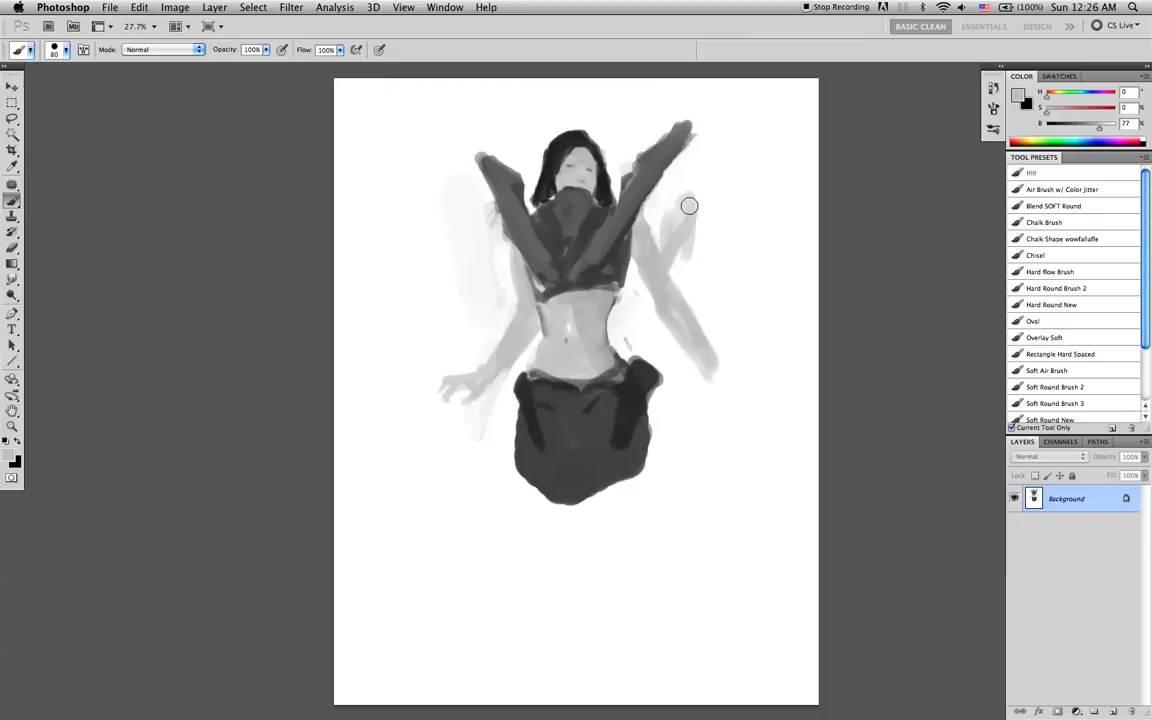 Photoshop File Edit Image Layer Select Filter Analysis 3D View Window Help Stop Recording (100%) Sun 12:26 AM
Ps Br Mb 27.7% BASIC CLEAN ESSENTIALS DESIGN >> CS Live
80 Mode: Normal Opacity: 100% Flow: 100%
COLOR SWATCHES
H 0 °
S 0 %
B 77 %
TOOL PRESETS
!!!!!
Air Brush w/ Color Jitter
Blend SOFT Round
Chalk Brush
Chalk Shape wowfallafle
Chisel
Hard flow Brush
Hard Round Brush 2
Hard Round New
Oval
Overlay Soft
Rectangle Hard Spaced
Soft Air Brush
Soft Round Brush 2
Soft Round Brush 3
Soft Round New
Current Tool Only
LAYERS CHANNELS PATHS
Normal Opacity: 100%
Lock: Fill: 100%
Background